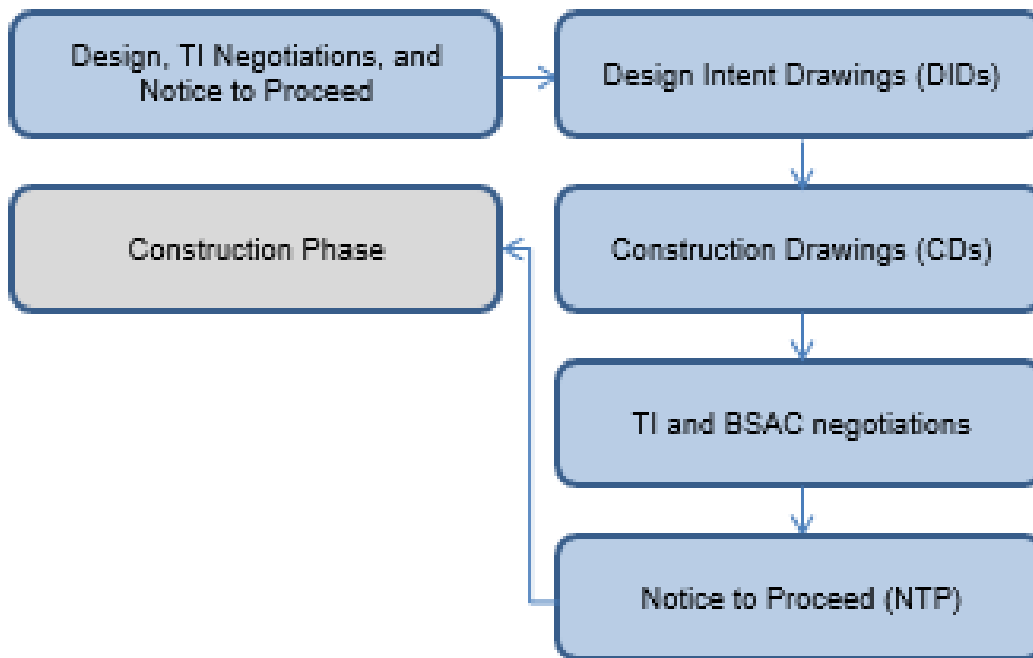 Design, TI Negotiations, and
Notice to Proceed
Design Intent Drawings (DIDs)
Construction Phase
Construction Drawings (CDs)
TI and BSAC negotiations
Notice to Proceed (NTP)